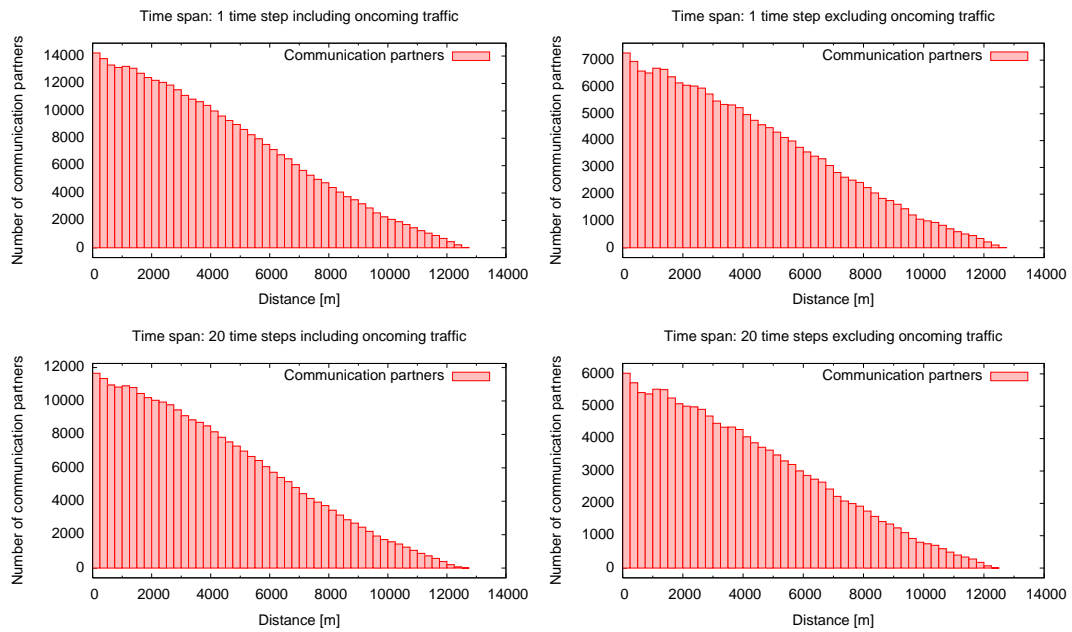 Time span: 1 time step including oncoming traffic
Number of communication partners
14000
12000
10000
8000
6000
4000
2000
0
Communication partners
0 2000 4000 6000 8000 10000 12000 14000
Distance [m]
Time span: 1 time step excluding oncoming traffic
Number of communication partners
7000
6000
5000
4000
3000
2000
1000
0
Communication partners
0 2000 4000 6000 8000 10000 12000 14000
Distance [m]
Time span: 20 time steps including oncoming traffic
Number of communication partners
12000
10000
8000
6000
4000
2000
0
Communication partners
0 2000 4000 6000 8000 10000 12000 14000
Distance [m]
Time span: 20 time steps excluding oncoming traffic
Number of communication partners
6000
5000
4000
3000
2000
1000
0
Communication partners
0 2000 4000 6000 8000 10000 12000 14000
Distance [m]